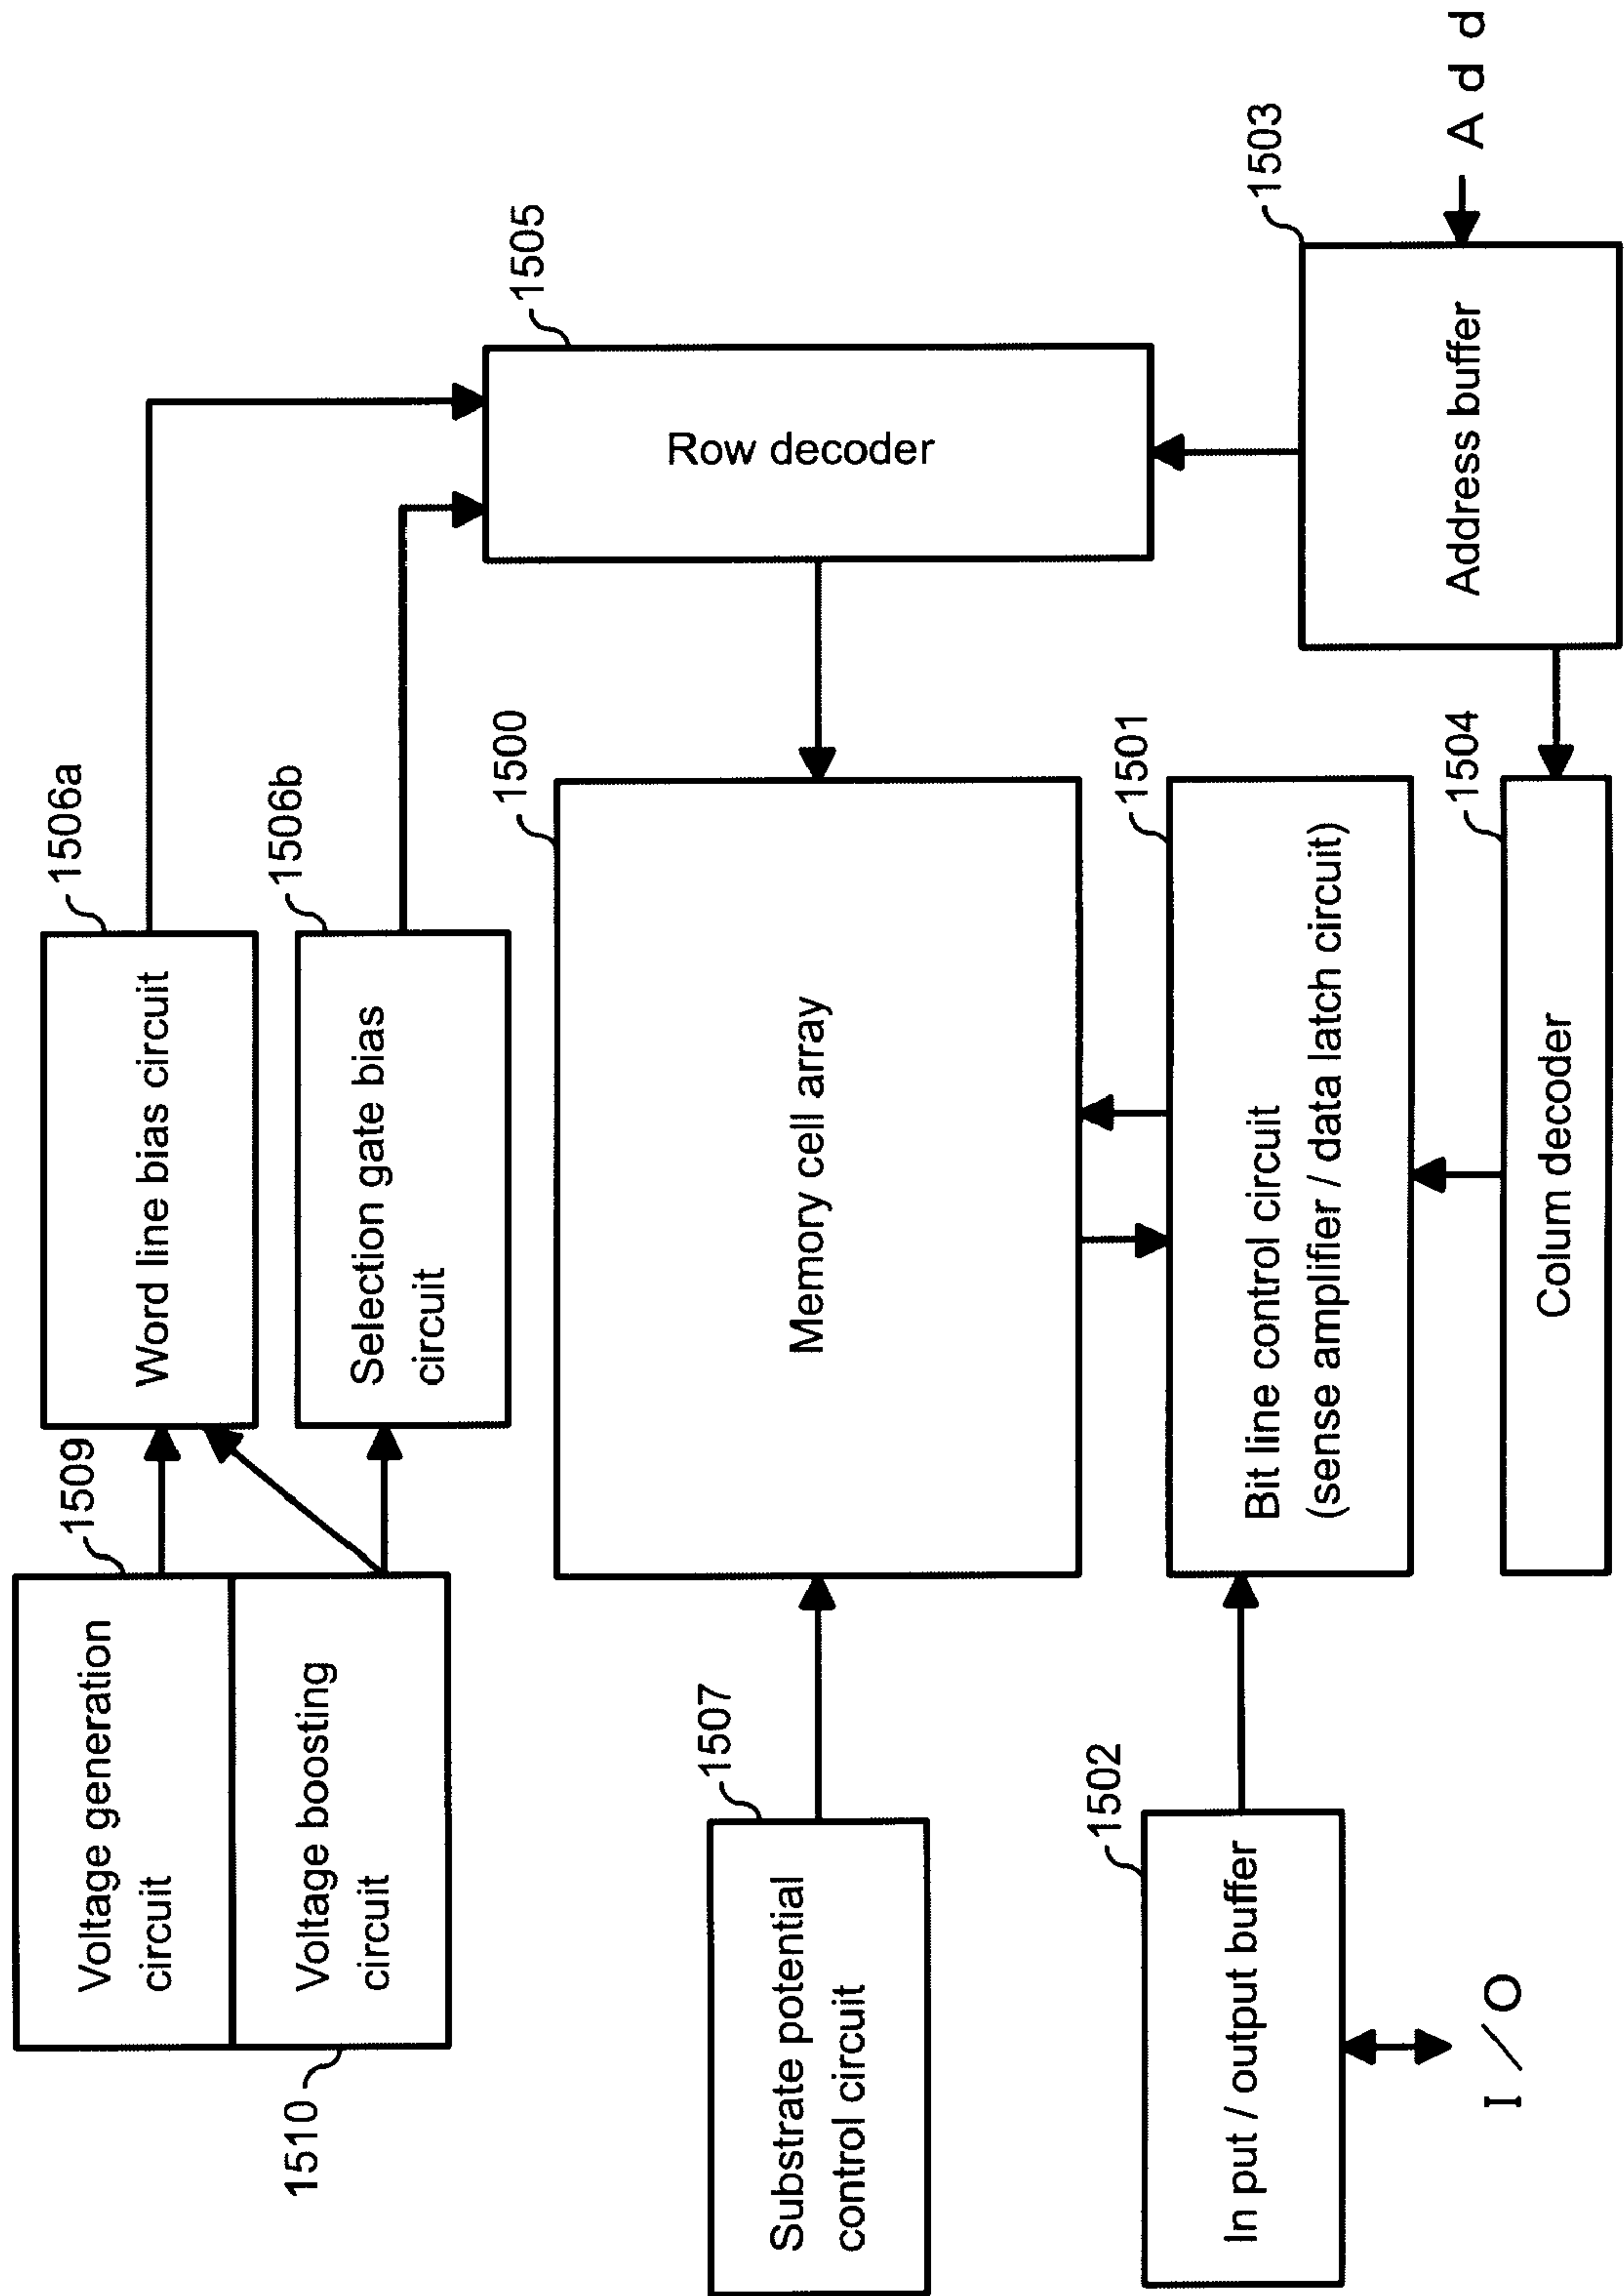 Voltage generation
circuit
1509
Voltage boosting
circuit
1510
Word line bias circuit
1506a
Selection gate bias
circuit
1506b
Row decoder
1505
Substrate potential
control circuit
1507
Memory cell array
1500
In put / output buffer
1502
I/O
Bit line control circuit
(sense amplifier / data latch circuit)
1501
Colum decoder
1504
Address buffer
1503
Add